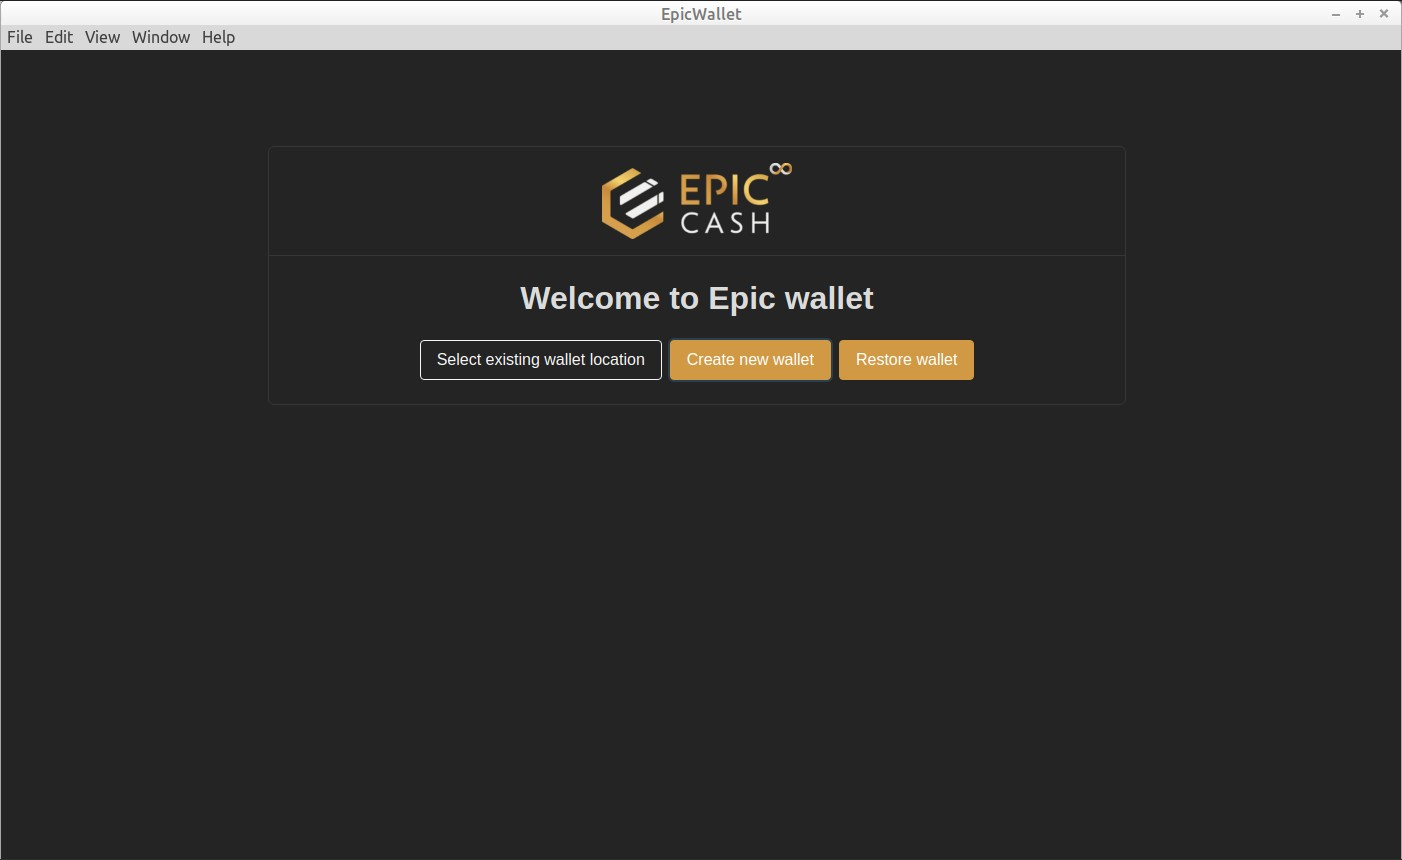 EpicWallet
File Edit View Window Help
EPIC
CASH
Welcome to Epic wallet
Select existing wallet location Create new wallet Restore wallet